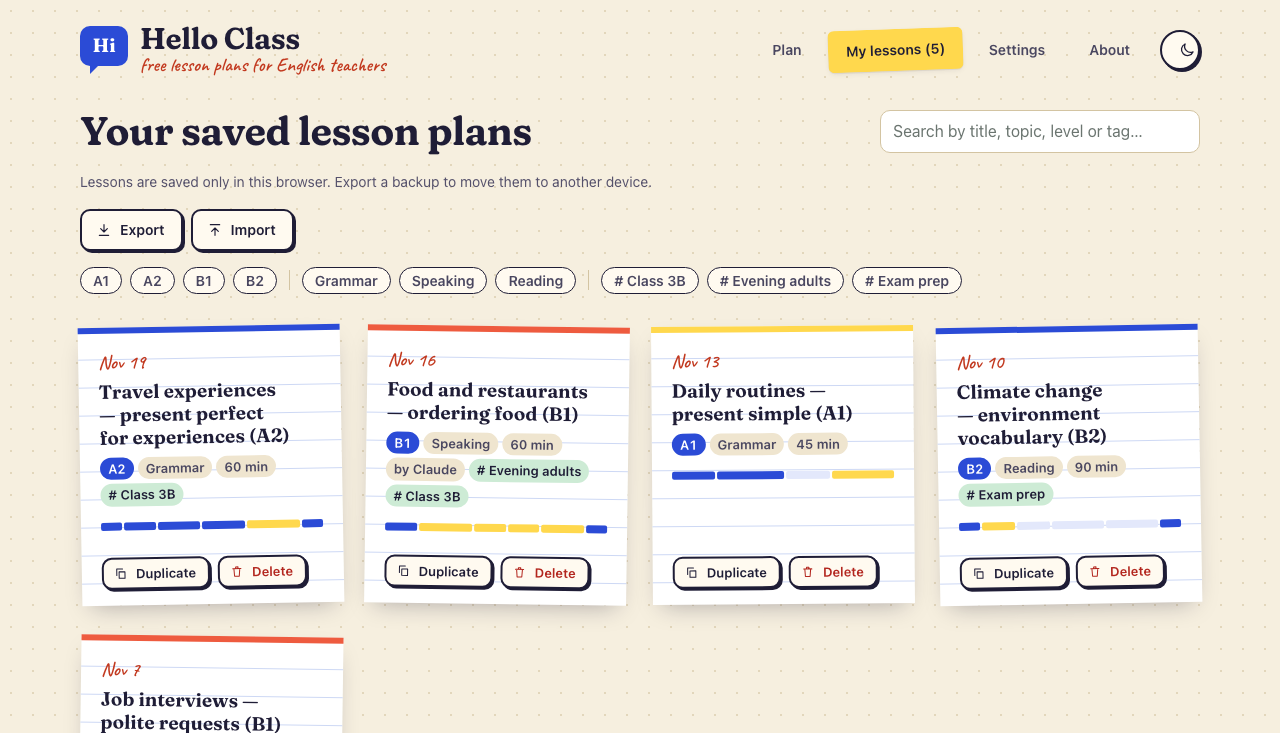 Hi
Hello Class
free lesson plans for English teachers
Plan
My lessons (5)
Settings
About
Your saved lesson plans
Search by title, topic, level or tag...
Lessons are saved only in this browser. Export a backup to move them to another device.
Export
Import
A1
A2
B1
B2
Grammar
Speaking
Reading
# Class 3B
# Evening adults
# Exam prep
Nov 19
Travel experiences
— present perfect
for experiences (A2)
A2
Grammar
60 min
# Class 3B
Duplicate
Delete
Nov 16
Food and restaurants
— ordering food (B1)
B1
Speaking
60 min
by Claude
# Evening adults
# Class 3B
Duplicate
Delete
Nov 13
Daily routines —
present simple (A1)
A1
Grammar
45 min
Duplicate
Delete
Nov 10
Climate change
— environment
vocabulary (B2)
B2
Reading
90 min
# Exam prep
Duplicate
Delete
Nov 7
Job interviews —
polite requests (B1)